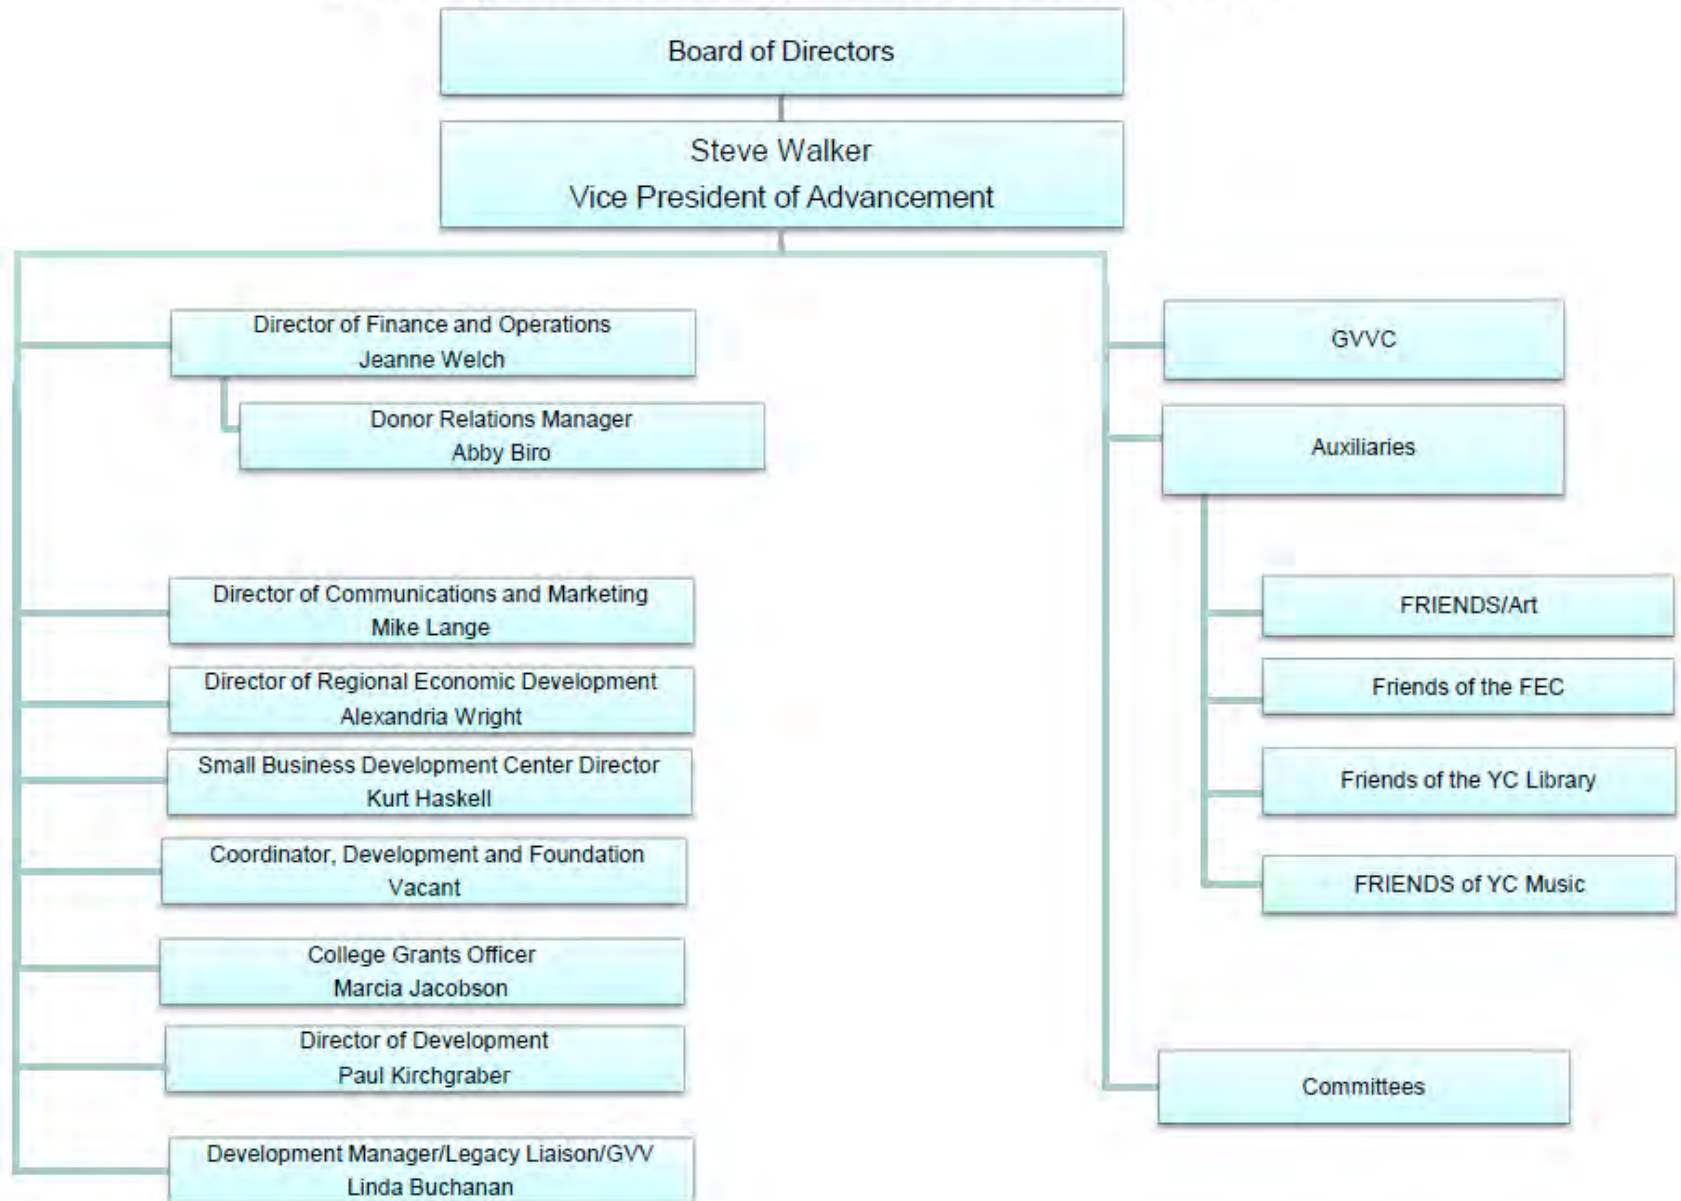 Board of Directors
Steve Walker
Vice President of Advancement
Director of Finance and Operations
Jeanne Welch
Donor Relations Manager
Abby Biro
Director of Communications and Marketing
Mike Lange
Director of Regional Economic Development
Alexandria Wright
Small Business Development Center Director
Kurt Haskell
Coordinator, Development and Foundation
Vacant
College Grants Officer
Marcia Jacobson
Director of Development
Paul Kirchgraber
Development Manager/Legacy Liaison/GVV
Linda Buchanan
GVVC
Auxiliaries
FRIENDS/Art
Friends of the FEC
Friends of the YC Library
FRIENDS of YC Music
Committees